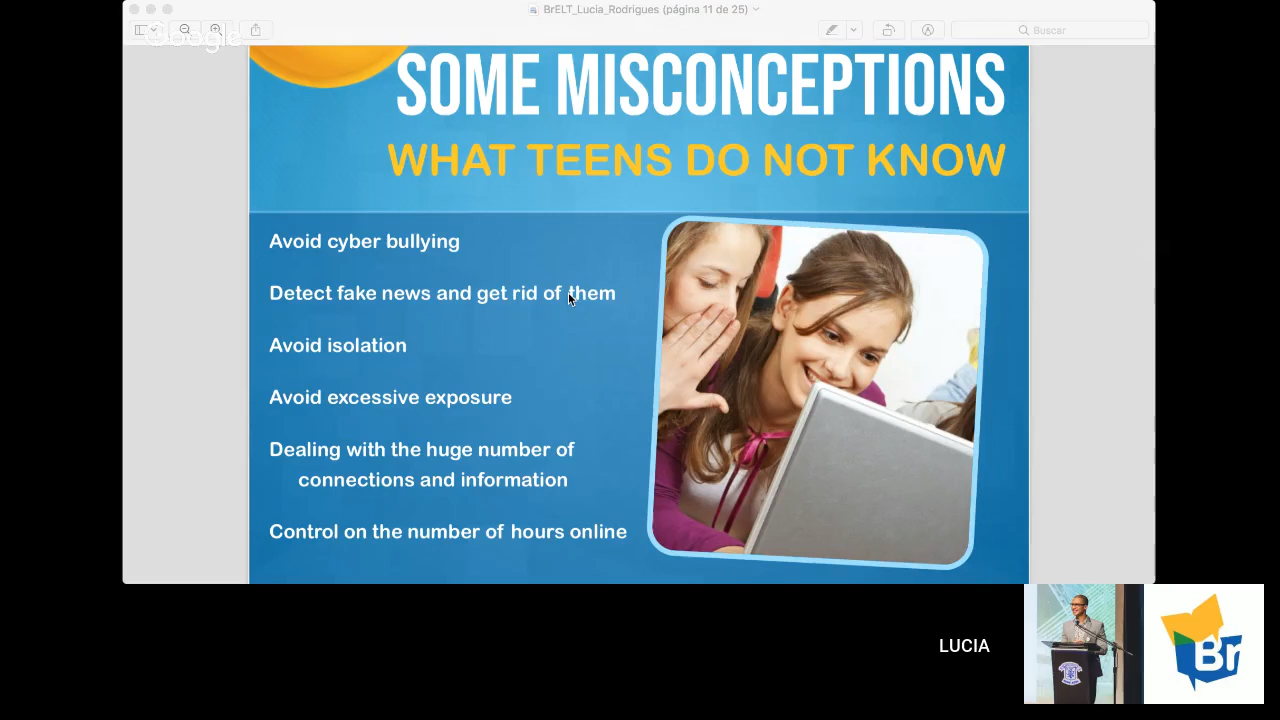 BrELT_Lucia_Rodrigues (página 11 de 25)
Google
Buscar
SOME MISCONCEPTIONS
WHAT TEENS DO NOT KNOW
Avoid cyber bullying
Detect fake news and get rid of them
Avoid isolation
Avoid excessive exposure
Dealing with the huge number of
connections and information
Control on the number of hours online
LUCIA
Br